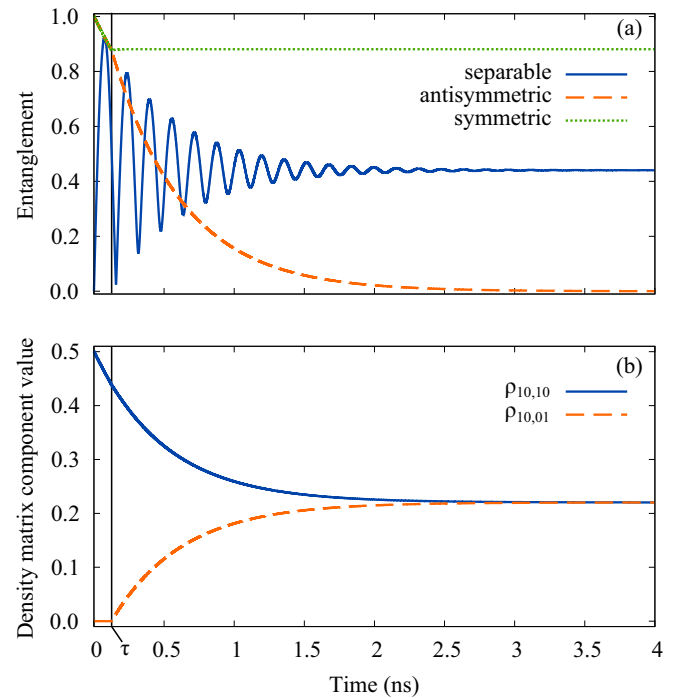 (a)
1.0
0.8
0.6
0.4
0.2
0.0
Entanglement
separable
antisymmetric
symmetric
(b)
0.5
0.4
0.3
0.2
0.1
0.0
Density matrix component value
ρ10,10
ρ10,01
0 τ 0.5 1 1.5 2 2.5 3 3.5 4
Time (ns)